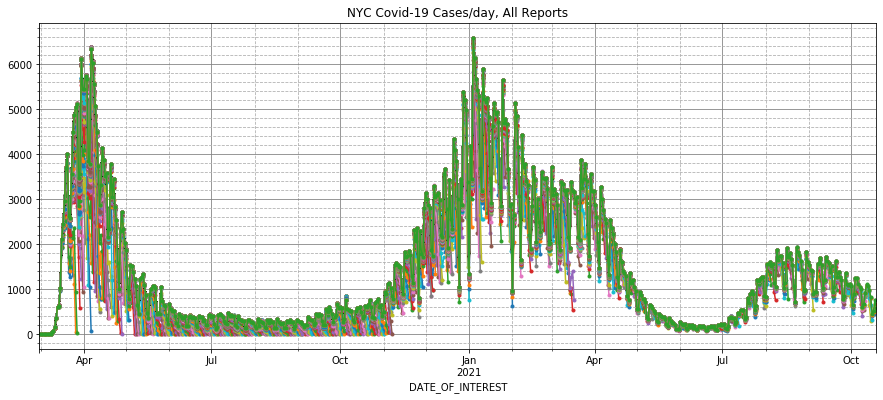 NYC Covid-19 Cases/day, All Reports
6000
5000
4000
3000
2000
1000
0
Apr Jul Oct Jan Apr Jul Oct
2021
DATE_OF_INTEREST